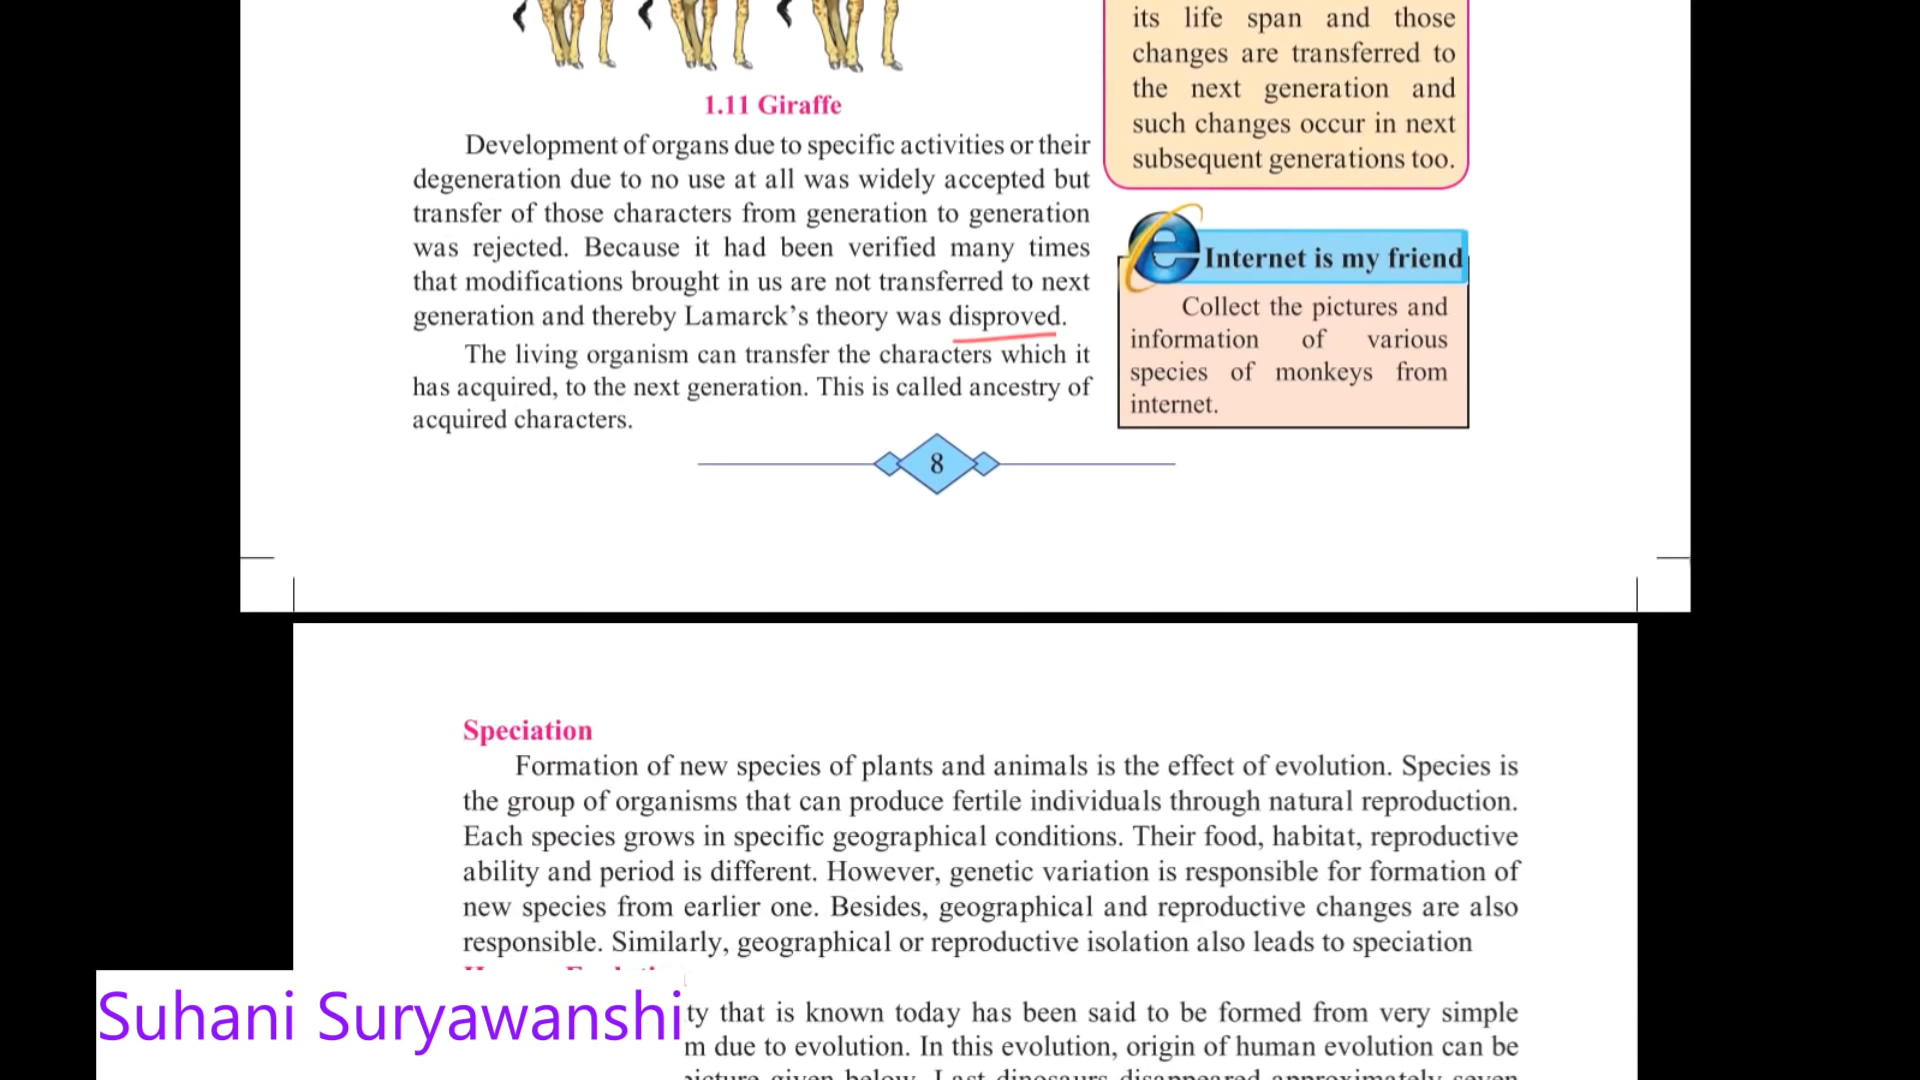 its life span and those
changes are transferred to
the next generation and
such changes occur in next
subsequent generations too.
1.11 Giraffe
Development of organs due to specific activities or their
degeneration due to no use at all was widely accepted but
transfer of those characters from generation to generation
was rejected. Because it had been verified many times
that modifications brought in us are not transferred to next
generation and thereby Lamarck's theory was disproved.
The living organism can transfer the characters which it
has acquired, to the next generation. This is called ancestry of
acquired characters.
Internet is my friend
Collect the pictures and
information of various
species of monkeys from
internet.
8
Speciation
Formation of new species of plants and animals is the effect of evolution. Species is
the group of organisms that can produce fertile individuals through natural reproduction.
Each species grows in specific geographical conditions. Their food, habitat, reproductive
ability and period is different. However, genetic variation is responsible for formation of
new species from earlier one. Besides, geographical and reproductive changes are also
responsible. Similarly, geographical or reproductive isolation also leads to speciation
Suhani Suryawanshi
ty that is known today has been said to be formed from very simple
m due to evolution. In this evolution, origin of human evolution can be
given below. Last dinosaurs disappeared approximately seven